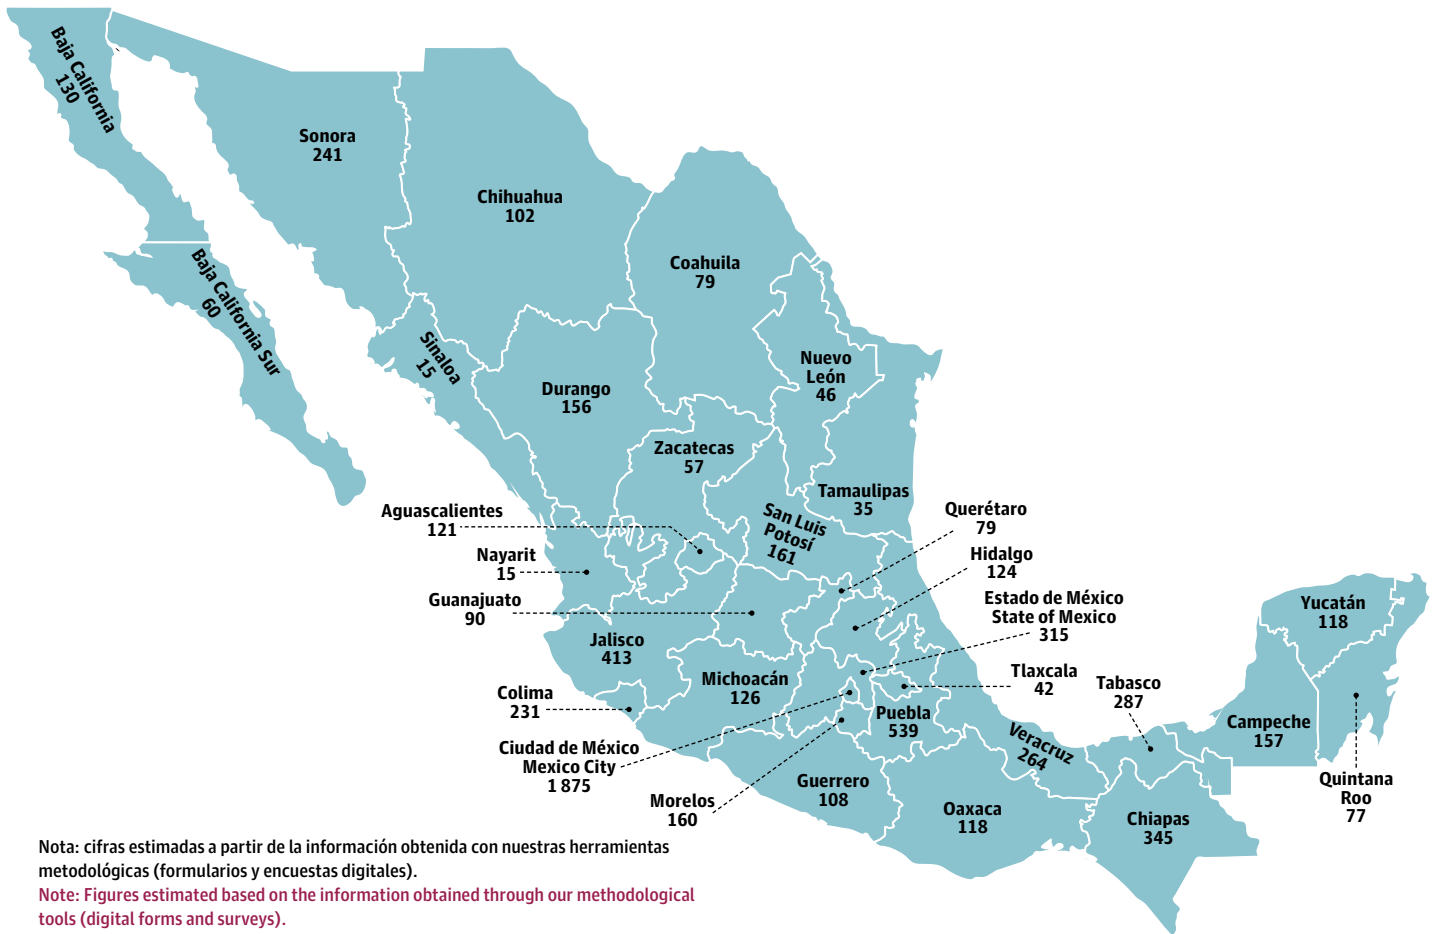 Baja California
130
Sonora
241
Chihuahua
102
Coahuila
79
Baja California Sur
60
Sinaloa
15
Nuevo
León
46
Durango
156
Zacatecas
57
Tamaulipas
35
Aguascalientes
121
San Luis
Potosí
161
Querétaro
79
Nayarit
15
Hidalgo
124
Guanajuato
90
Estado de México
State of Mexico
315
Yucatán
118
Jalisco
413
Michoacán
126
Tlaxcala
42
Tabasco
287
Colima
231
Puebla
539
Veracruz
264
Campeche
157
Ciudad de México
Mexico City
1 875
Quintana
Roo
77
Guerrero
108
Morelos
160
Oaxaca
118
Chiapas
345
Nota: cifras estimadas a partir de la información obtenida con nuestras herramientas
metodológicas (formularios y encuestas digitales).
Note: Figures estimated based on the information obtained through our methodological
tools (digital forms and surveys).